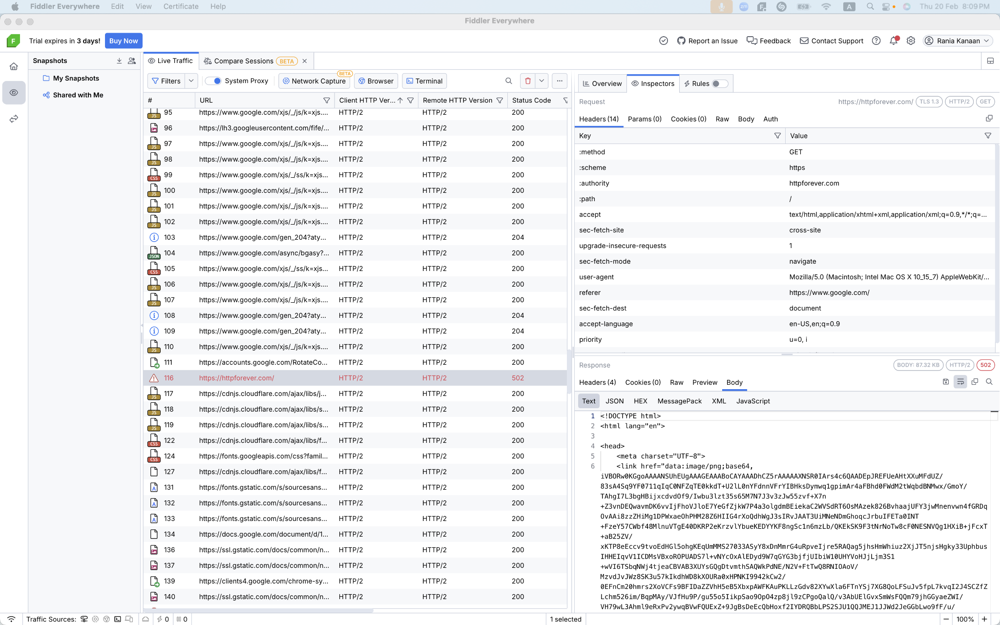 Fiddler Everywhere Edit View Certificate Help
zm A Thu 20 Feb 8:09 PM
Fiddler Everywhere
F Trial expires in 3 days! Buy Now
Report an Issue Feedback Contact Support Rania Kanaan
Snapshots
My Snapshots
Shared with Me
Live Traffic Compare Sessions BETA
Filters System Proxy Network Capture BETA Browser Terminal
# URL Client HTTP Ver... Remote HTTP Version Status Code
JS 95 https://www.google.com/xjs/_/js/k=xjs.... HTTP/2 HTTP/2 200
96 https://lh3.googleusercontent.com/fife/... HTTP/2 HTTP/2 200
JS 97 https://www.google.com/xjs/_/js/k=xjs.... HTTP/2 HTTP/2 200
JS 98 https://www.google.com/xjs/_/js/k=xjs.... HTTP/2 HTTP/2 200
CSS 99 https://www.google.com/xjs/_/ss/k=xjs... HTTP/2 HTTP/2 200
JS 100 https://www.google.com/xjs/_/js/k=xjs.... HTTP/2 HTTP/2 200
JS 101 https://www.google.com/xjs/_/js/k=xjs.... HTTP/2 HTTP/2 200
JS 102 https://www.google.com/xjs/_/js/k=xjs.... HTTP/2 HTTP/2 200
103 https://www.google.com/gen_204?aty... HTTP/2 HTTP/2 204
JSON 104 https://www.google.com/async/bgasy?... HTTP/2 HTTP/2 200
CSS 105 https://www.google.com/xjs/_/ss/k=xjs... HTTP/2 HTTP/2 200
JS 106 https://www.google.com/xjs/_/js/k=xjs.... HTTP/2 HTTP/2 200
JS 107 https://www.google.com/xjs/_/js/k=xjs.... HTTP/2 HTTP/2 200
108 https://www.google.com/gen_204?aty... HTTP/2 HTTP/2 204
109 https://www.google.com/gen_204?aty... HTTP/2 HTTP/2 204
JS 110 https://www.google.com/xjs/_/js/k=xjs.... HTTP/2 HTTP/2 200
111 https://accounts.google.com/RotateCo... HTTP/2 HTTP/2 200
116 https://httpforever.com/ HTTP/2 HTTP/2 502
JS 117 https://cdnjs.cloudflare.com/ajax/libs/j... HTTP/2 HTTP/2 200
JS 118 https://cdnjs.cloudflare.com/ajax/libs/s... HTTP/2 HTTP/2 200
JS 119 https://cdnjs.cloudflare.com/ajax/libs/s... HTTP/2 HTTP/2 200
CSS 122 https://cdnjs.cloudflare.com/ajax/libs/f... HTTP/2 HTTP/2 200
CSS 124 https://fonts.googleapis.com/css?famil... HTTP/2 HTTP/2 200
127 https://cdnjs.cloudflare.com/ajax/libs/f... HTTP/2 HTTP/2 200
A 131 https://fonts.gstatic.com/s/sourcesans... HTTP/2 HTTP/2 200
A 132 https://fonts.gstatic.com/s/sourcesans... HTTP/2 HTTP/2 200
A 133 https://fonts.gstatic.com/s/sourcesans... HTTP/2 HTTP/2 200
134 https://docs.google.com/document/d/1... HTTP/2 HTTP/2 200
136 https://ssl.gstatic.com/docs/common/n... HTTP/2 HTTP/2 200
137 https://ssl.gstatic.com/docs/common/n... HTTP/2 HTTP/2 200
139 https://clients4.google.com/chrome-sy... HTTP/2 HTTP/2 200
140 https://ssl.gstatic.com/docs/common/n... HTTP/2 HTTP/2 200
Overview Inspectors Rules
Request https://httpforever.com/ TLS 1.3 HTTP/2 GET
Headers (14) Params (0) Cookies (0) Raw Body Auth
Key Value
:method GET
:scheme https
:authority httpforever.com
:path /
accept text/html,application/xhtml+xml,application/xml;q=0.9,*/*;q=...
sec-fetch-site cross-site
upgrade-insecure-requests 1
sec-fetch-mode navigate
user-agent Mozilla/5.0 (Macintosh; Intel Mac OS X 10_15_7) AppleWebKit/...
referer https://www.google.com/
sec-fetch-dest document
accept-language en-US,en;q=0.9
priority u=0, i
Response BODY: 87.32 KB HTTP/2 502
Headers (4) Cookies (0) Raw Preview Body
Text JSON HEX MessagePack XML JavaScript
1 <!DOCTYPE html>
2 <html lang="en">
3
4 <head>
5 <meta charset="UTF-8">
6 <link href="data:image/png;base64,
Traffic Sources: 0 0 1 selected 100%